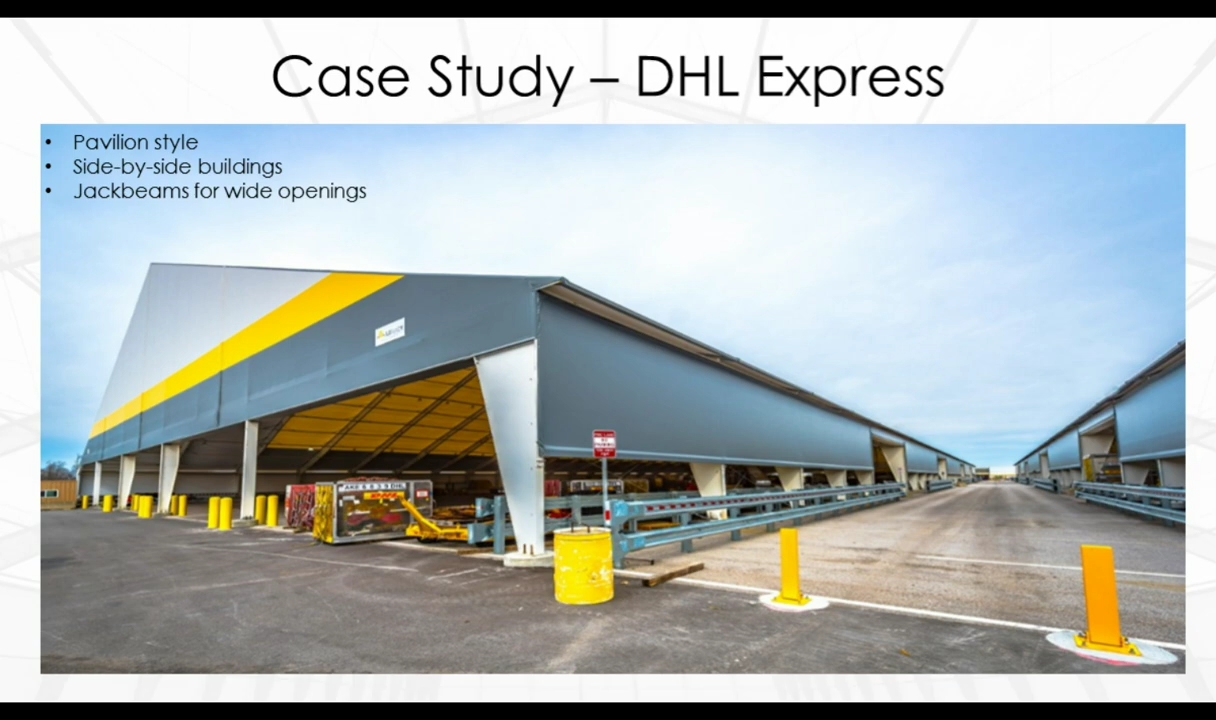 Case Study – DHL Express
• Pavilion style
• Side-by-side buildings
• Jackbeams for wide openings